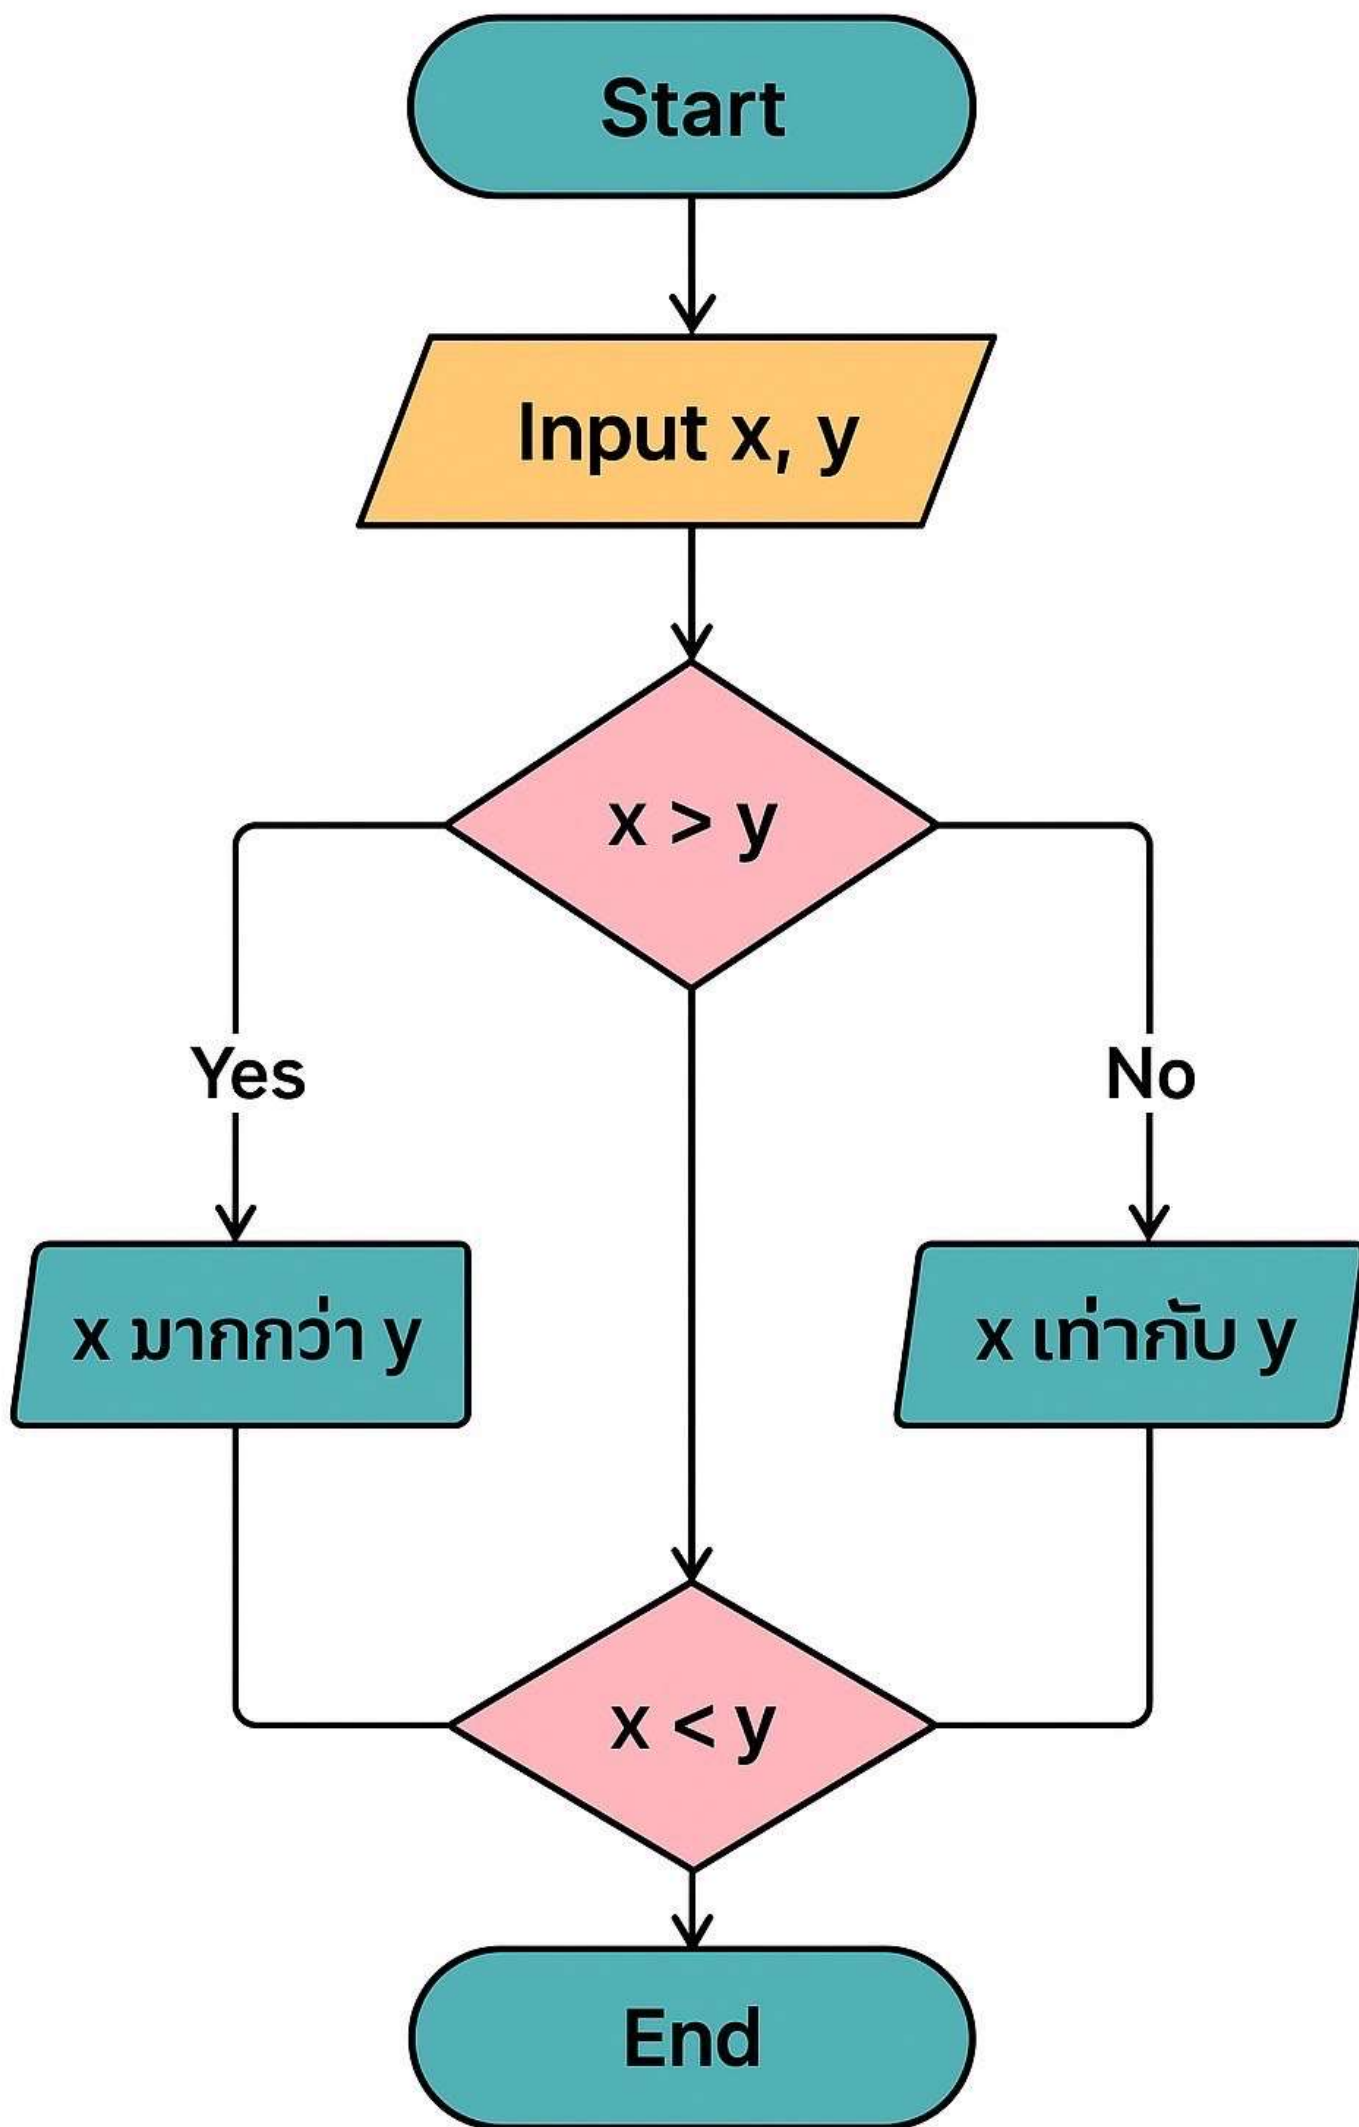 Start
Input x, y
x > y
Yes
No
x มากกว่า y
x เท่ากับ y
x < y
End